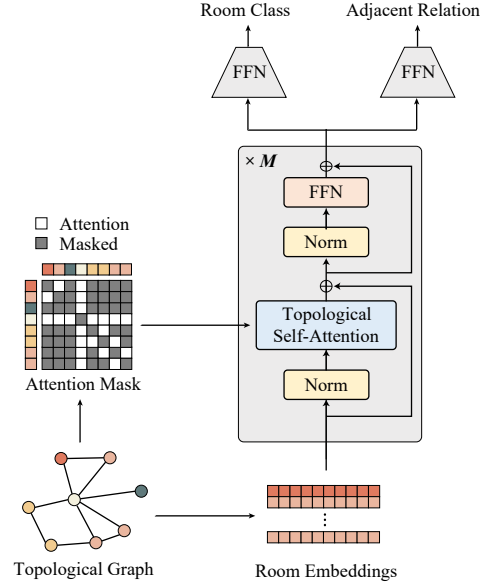 Room Class
Adjacent Relation
FFN
FFN
× M
FFN
Norm
Attention
Masked
Topological
Self-Attention
Attention Mask
Norm
Topological Graph
Room Embeddings